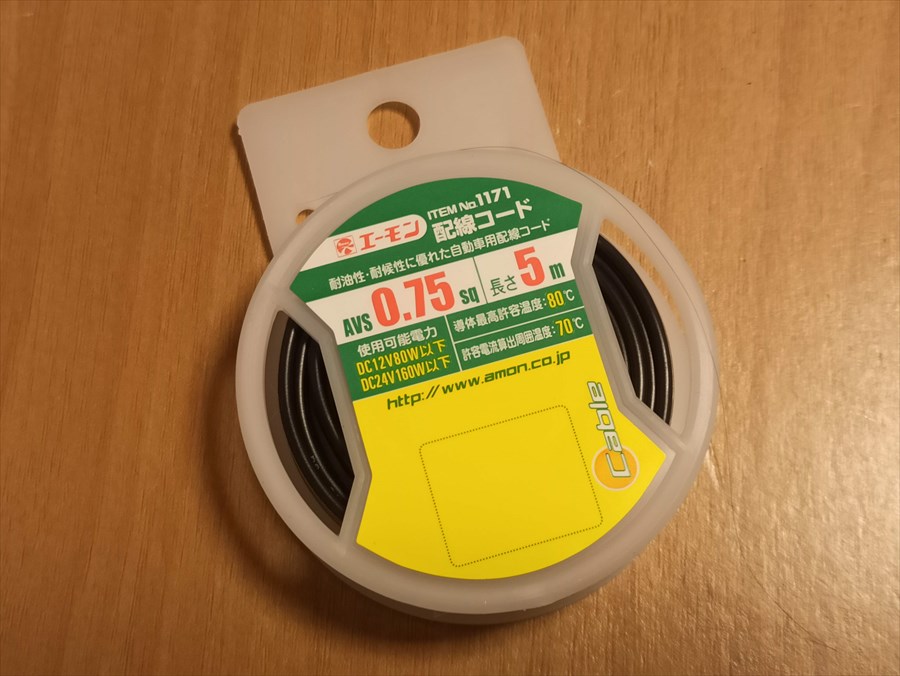 エーモン ITEM No.1171
配線コード
耐油性・耐候性に優れた自動車用配線コード
AVS 0.75 sq 長さ 5 m
使用可能電力
DC12V80W以下
DC24V160W以下
導体最高許容温度:80℃
許容電流算出周囲温度:70℃
http://www.amon.co.jp
Cable